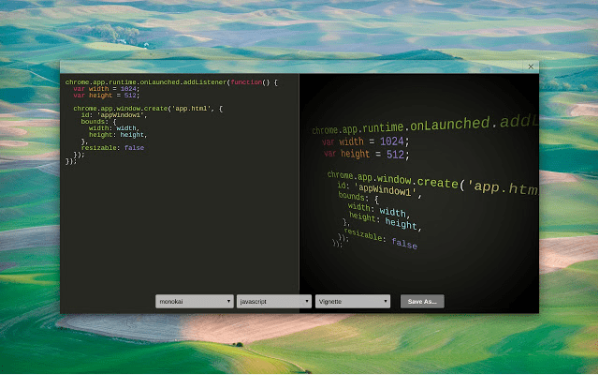 chrome.app.runtime.onLaunched.addListener(function() {
var width = 1024;
var height = 512;
chrome.app.window.create('app.html', {
id: 'appWindow1',
bounds: {
width: width,
height: height,
},
resizable: false
});
});
chrome.app.runtime.onLaunched.addL
var width = 1024;
var height = 512;
chrome.app.window.create('app.htm
id: 'appWindow1',
bounds: {
width: width,
height: height,
},
resizable: false
});
});
monokai
javascript
Vignette
Save As...